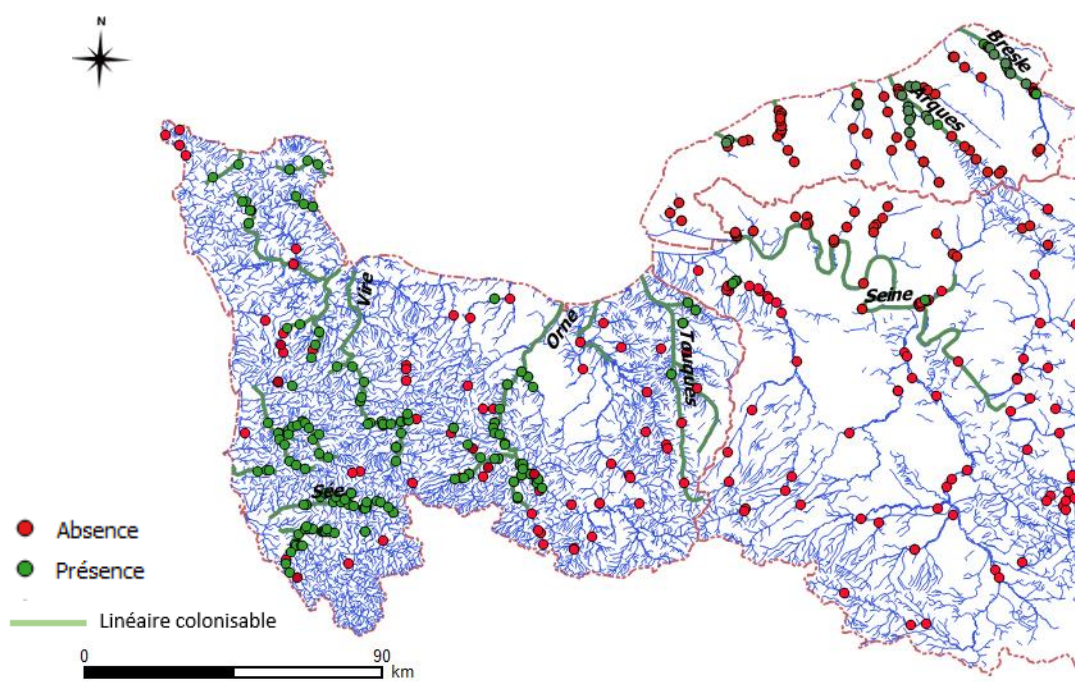 N
Bresle
Arques
Vire
Seine
Orne
Touques
Sée
Absence
Présence
Linéaire colonisable
0 90
km